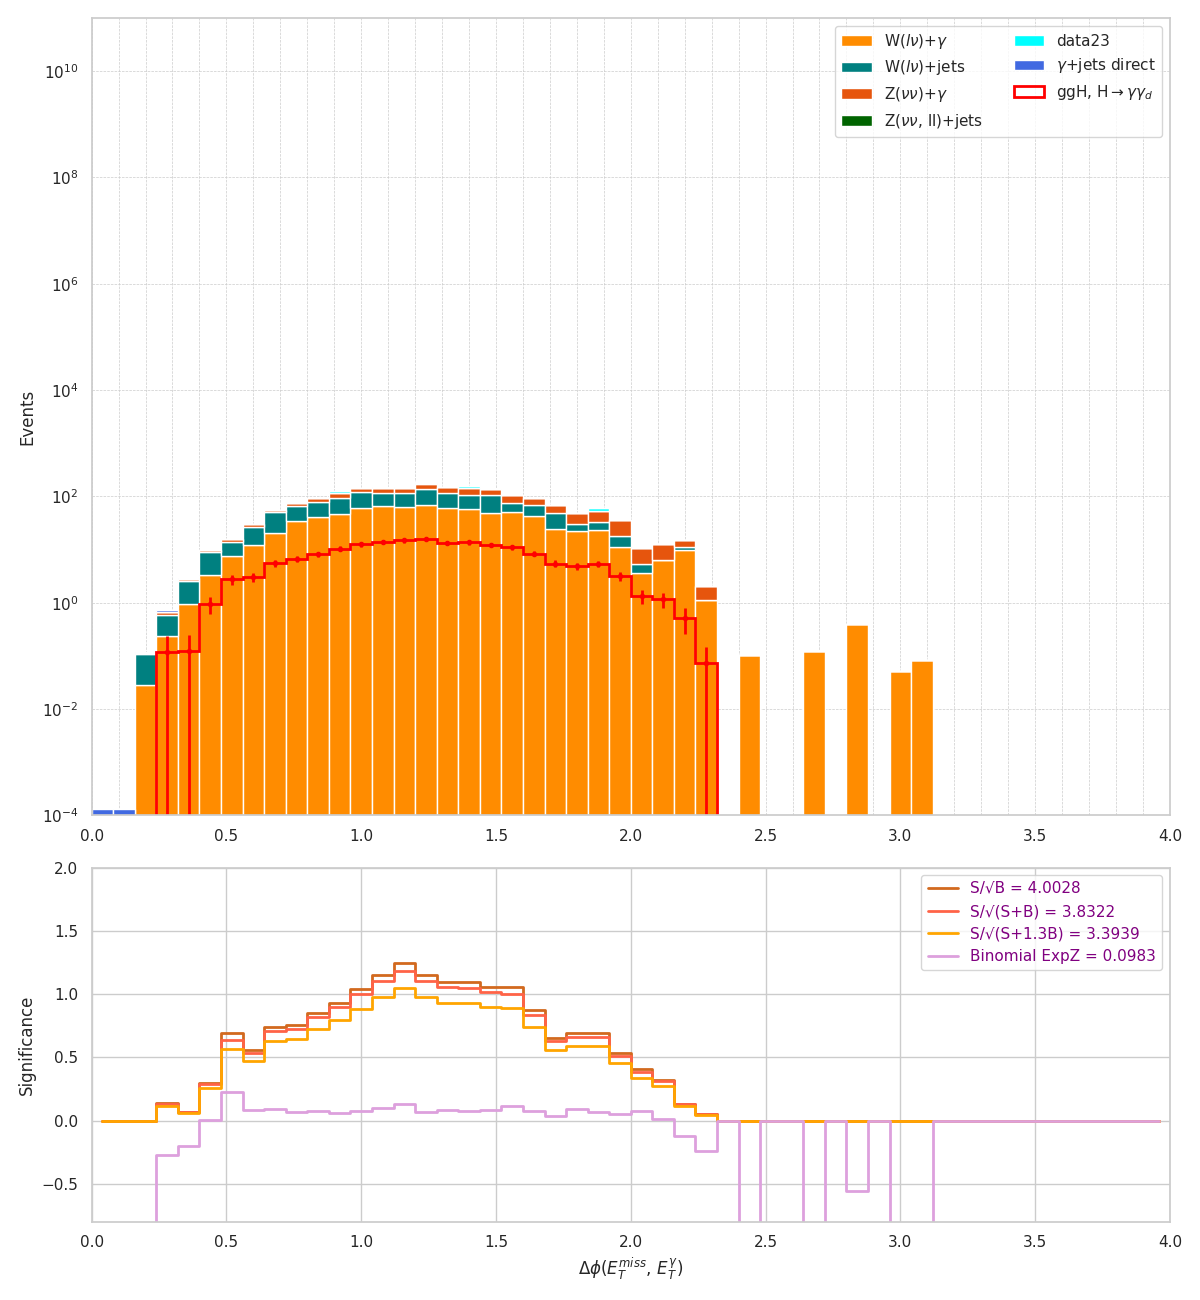 W(lν)+γ
W(lν)+jets
Z(νν)+γ
Z(νν, ll)+jets
data23
γ+jets direct
ggH, H→γγ_d
Events
10^10
10^8
10^6
10^4
10^2
10^0
10^−2
10^−4
0.0 0.5 1.0 1.5 2.0 2.5 3.0 3.5 4.0
S/√B = 4.0028
S/√(S+B) = 3.8322
S/√(S+1.3B) = 3.3939
Binomial ExpZ = 0.0983
Significance
2.0
1.5
1.0
0.5
0.0
−0.5
0.0 0.5 1.0 1.5 2.0 2.5 3.0 3.5 4.0
Δϕ(E_T^miss, E_T^γ)